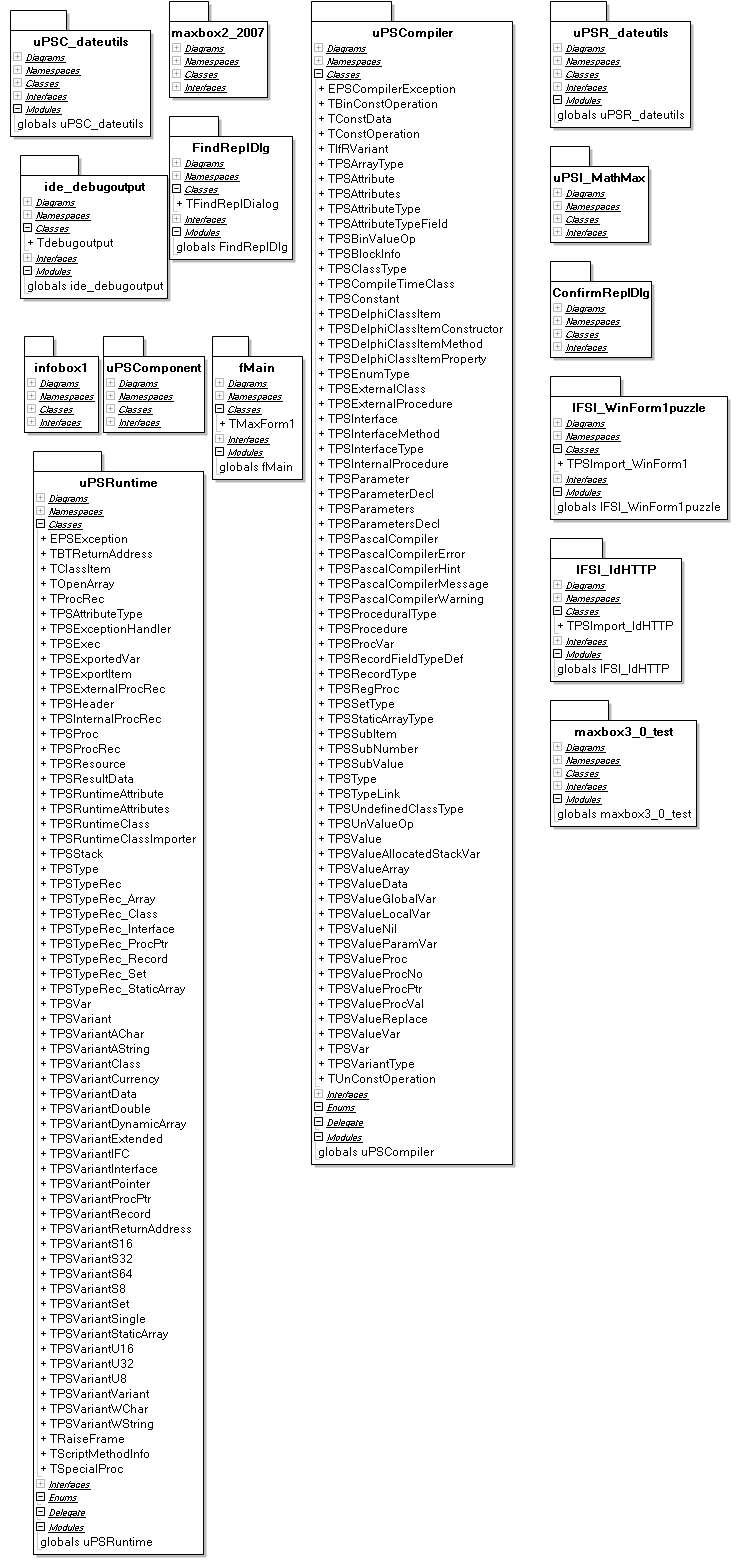 uPSC_dateutils
Diagrams
Namespaces
Classes
Interfaces
Modules
globals uPSC_dateutils
maxbox2_2007
Diagrams
Namespaces
Classes
Interfaces
ide_debugoutput
Diagrams
Namespaces
Classes
+ Tdebugoutput
Interfaces
Modules
globals ide_debugoutput
FindReplDlg
Diagrams
Namespaces
Classes
+ TFindReplDialog
Interfaces
Modules
globals FindReplDlg
infobox1
Diagrams
Namespaces
Classes
Interfaces
uPSComponent
Diagrams
Namespaces
Classes
Interfaces
fMain
Diagrams
Namespaces
Classes
+ TMaxForm1
Interfaces
Modules
globals fMain
uPSRuntime
Diagrams
Namespaces
Classes
+ EPSException
+ TBTReturnAddress
+ TClassItem
+ TOpenArray
+ TProcRec
+ TPSAttributeType
+ TPSExceptionHandler
+ TPSExec
+ TPSExportedVar
+ TPSExportItem
+ TPSExternalProcRec
+ TPSHeader
+ TPSInternalProcRec
+ TPSProc
+ TPSProcRec
+ TPSResource
+ TPSResultData
+ TPSRuntimeAttribute
+ TPSRuntimeAttributes
+ TPSRuntimeClass
+ TPSRuntimeClassImporter
+ TPSStack
+ TPSType
+ TPSTypeRec
+ TPSTypeRec_Array
+ TPSTypeRec_Class
+ TPSTypeRec_Interface
+ TPSTypeRec_ProcPtr
+ TPSTypeRec_Record
+ TPSTypeRec_Set
+ TPSTypeRec_StaticArray
+ TPSVar
+ TPSVariant
+ TPSVariantAChar
+ TPSVariantAString
+ TPSVariantClass
+ TPSVariantCurrency
+ TPSVariantData
+ TPSVariantDouble
+ TPSVariantDynamicArray
+ TPSVariantExtended
+ TPSVariantIFC
+ TPSVariantInterface
+ TPSVariantPointer
+ TPSVariantProcPtr
+ TPSVariantRecord
+ TPSVariantReturnAddress
+ TPSVariantS16
+ TPSVariantS32
+ TPSVariantS64
+ TPSVariantS8
+ TPSVariantSet
+ TPSVariantSingle
+ TPSVariantStaticArray
+ TPSVariantU16
+ TPSVariantU32
+ TPSVariantU8
+ TPSVariantVariant
+ TPSVariantWChar
+ TPSVariantWString
+ TRaiseFrame
+ TScriptMethodInfo
+ TSpecialProc
Interfaces
Enums
Delegate
Modules
globals uPSRuntime
uPSCompiler
Diagrams
Namespaces
Classes
+ EPSCompilerException
+ TBinConstOperation
+ TConstData
+ TConstOperation
+ TIfRVariant
+ TPSArrayType
+ TPSAttribute
+ TPSAttributes
+ TPSAttributeType
+ TPSAttributeTypeField
+ TPSBinValueOp
+ TPSBlockInfo
+ TPSClassType
+ TPSCompileTimeClass
+ TPSConstant
+ TPSDelphiClassItem
+ TPSDelphiClassItemConstructor
+ TPSDelphiClassItemMethod
+ TPSDelphiClassItemProperty
+ TPSEnumType
+ TPSExternalClass
+ TPSExternalProcedure
+ TPSInterface
+ TPSInterfaceMethod
+ TPSInterfaceType
+ TPSInternalProcedure
+ TPSParameter
+ TPSParameterDecl
+ TPSParameters
+ TPSParametersDecl
+ TPSPascalCompiler
+ TPSPascalCompilerError
+ TPSPascalCompilerHint
+ TPSPascalCompilerMessage
+ TPSPascalCompilerWarning
+ TPSProceduralType
+ TPSProcedure
+ TPSProcVar
+ TPSRecordFieldTypeDef
+ TPSRecordType
+ TPSRegProc
+ TPSSetType
+ TPSStaticArrayType
+ TPSSubItem
+ TPSSubNumber
+ TPSSubValue
+ TPSType
+ TPSTypeLink
+ TPSUndefinedClassType
+ TPSUnValueOp
+ TPSValue
+ TPSValueAllocatedStackVar
+ TPSValueArray
+ TPSValueData
+ TPSValueGlobalVar
+ TPSValueLocalVar
+ TPSValueNil
+ TPSValueParamVar
+ TPSValueProc
+ TPSValueProcNo
+ TPSValueProcPtr
+ TPSValueProcVal
+ TPSValueReplace
+ TPSValueVar
+ TPSVar
+ TPSVariantType
+ TUnConstOperation
Interfaces
Enums
Delegate
Modules
globals uPSCompiler
uPSR_dateutils
Diagrams
Namespaces
Classes
Interfaces
Modules
globals uPSR_dateutils
uPSI_MathMax
Diagrams
Namespaces
Classes
Interfaces
ConfirmReplDlg
Diagrams
Namespaces
Classes
Interfaces
IFSI_WinForm1puzzle
Diagrams
Namespaces
Classes
+ TPSImport_WinForm1
Interfaces
Modules
globals IFSI_WinForm1puzzle
IFSI_IdHTTP
Diagrams
Namespaces
Classes
+ TPSImport_IdHTTP
Interfaces
Modules
globals IFSI_IdHTTP
maxbox3_0_test
Diagrams
Namespaces
Classes
Interfaces
Modules
globals maxbox3_0_test